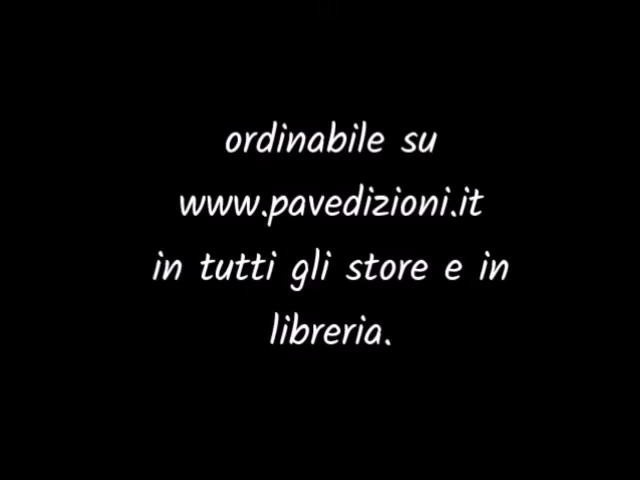 ordinabile su
www.pavedizioni.it
in tutti gli store e in
libreria.